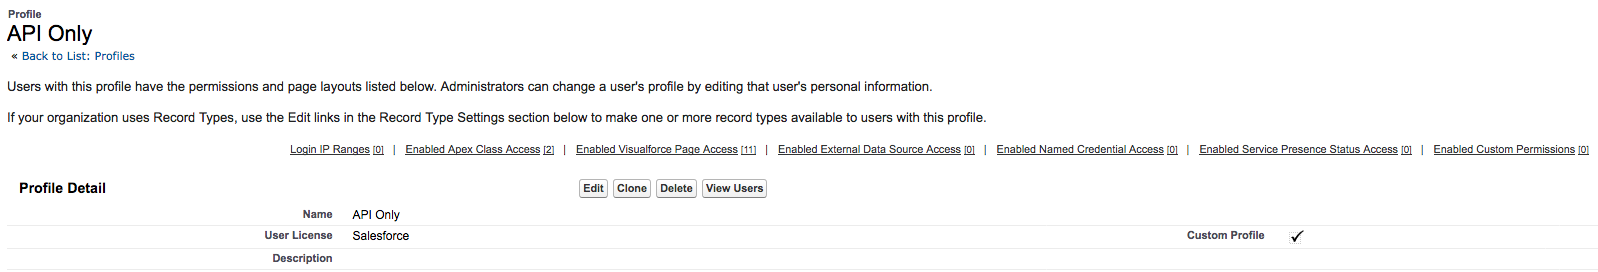 Profile
API Only
« Back to List: Profiles
Users with this profile have the permissions and page layouts listed below. Administrators can change a user's profile by editing that user's personal information.
If your organization uses Record Types, use the Edit links in the Record Type Settings section below to make one or more record types available to users with this profile.
Login IP Ranges [0] | Enabled Apex Class Access [2] | Enabled Visualforce Page Access [11] | Enabled External Data Source Access [0] | Enabled Named Credential Access [0] | Enabled Service Presence Status Access [0] | Enabled Custom Permissions [0]
Profile Detail Edit Clone Delete View Users
Name API Only
User License Salesforce Custom Profile ✓
Description